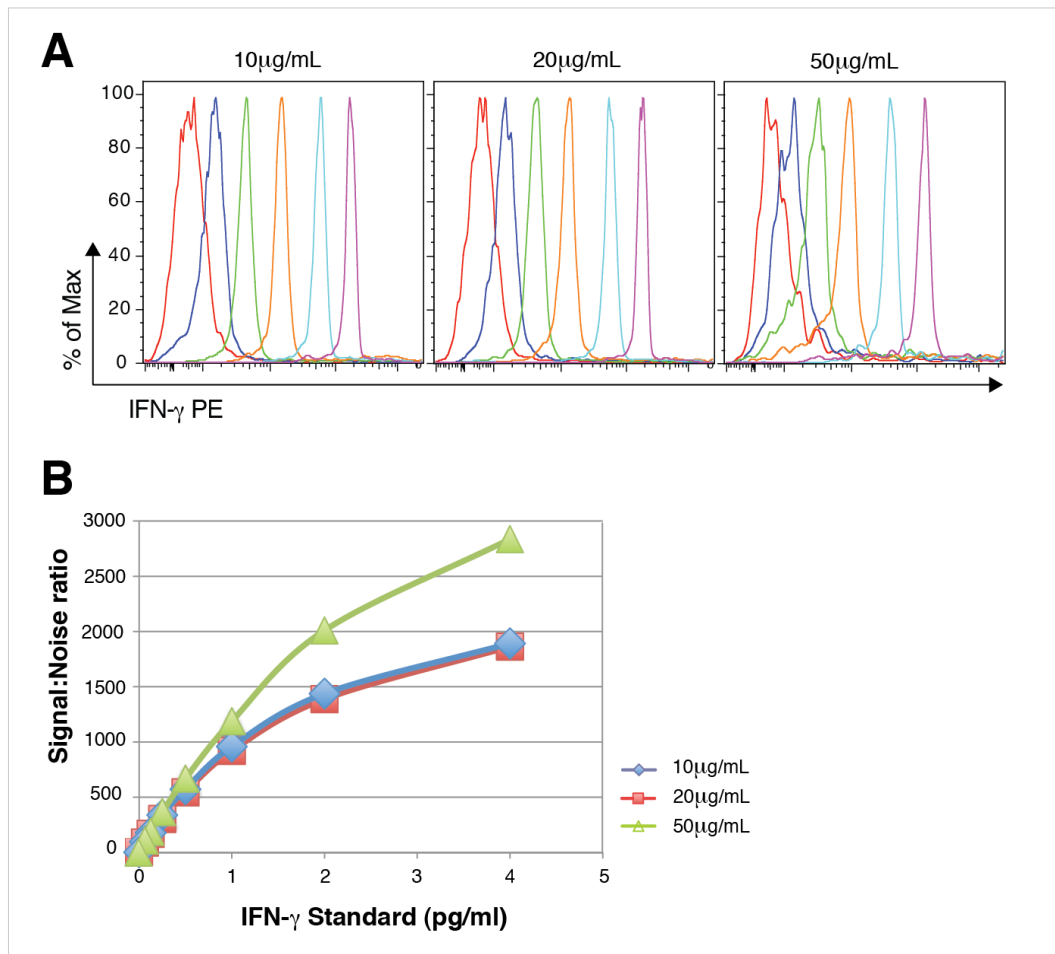 A
10µg/mL 20µg/mL 50µg/mL
100
80
60
40
20
0
% of Max
IFN-γ PE
B
3000
2500
2000
1500
1000
500
0
Signal:Noise ratio
0 1 2 3 4 5
IFN-γ Standard (pg/ml)
10µg/mL
20µg/mL
50µg/mL